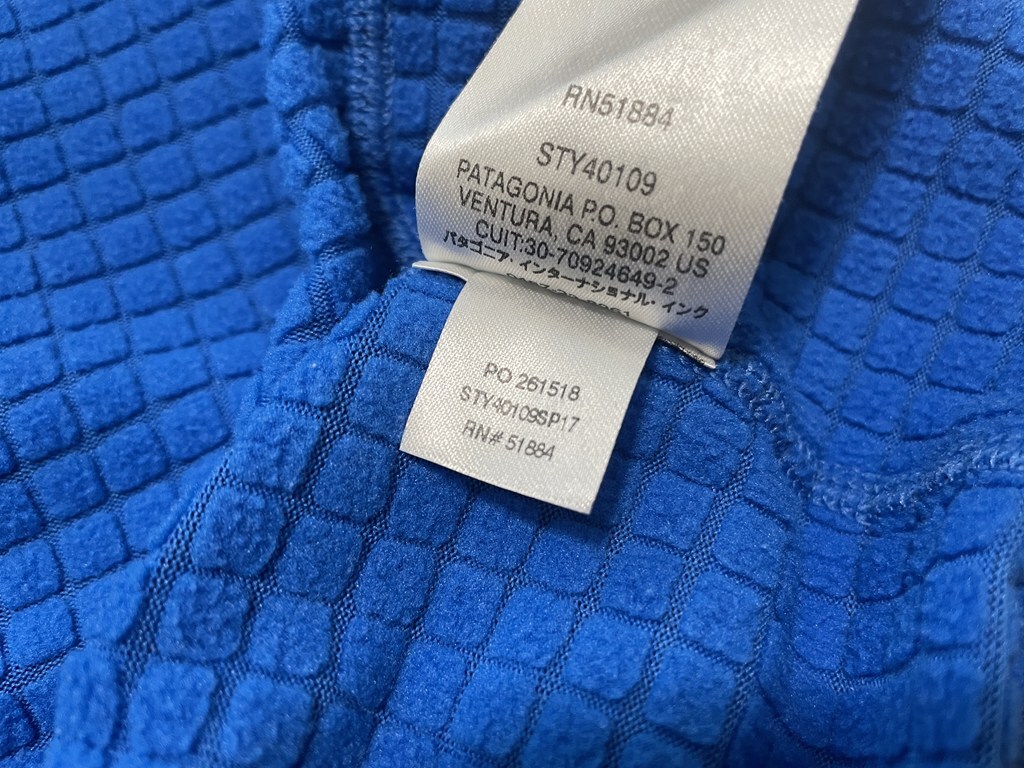 RN51884
STY40109
PATAGONIA P.O. BOX 150
VENTURA, CA 93002 US
CUIT:30-70924649-2
パタゴニア・インターナショナル・インク
PO 261518
STY40109SP17
RN# 51884